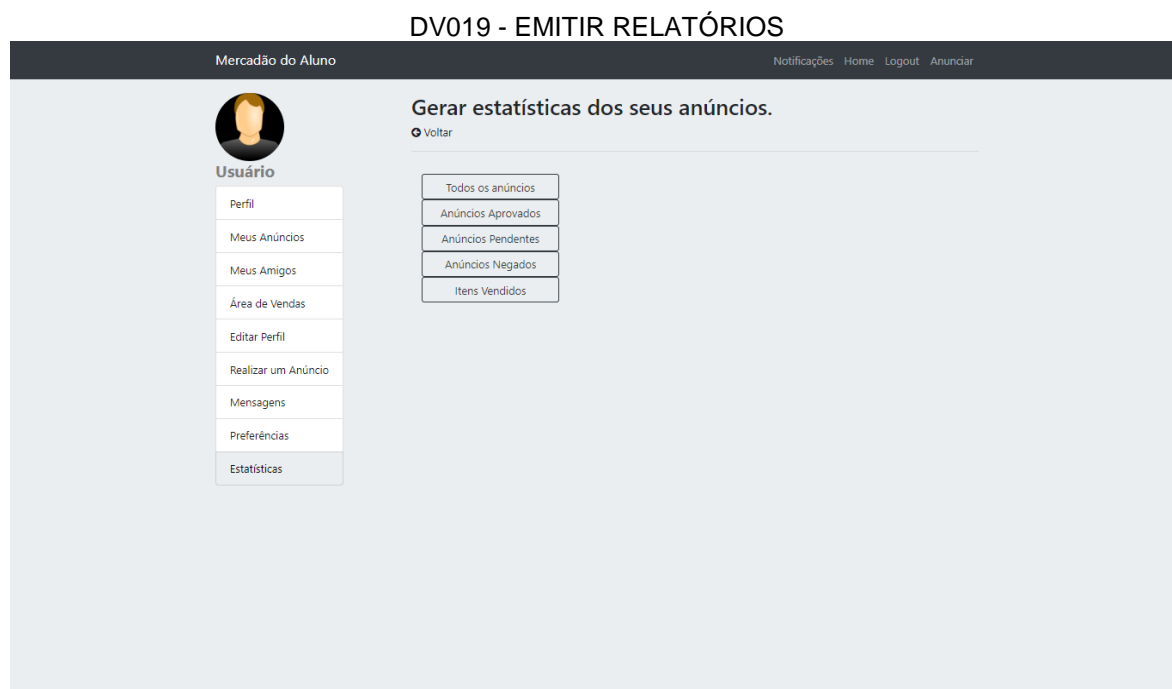 DV019 - EMITIR RELATÓRIOS
Mercadão do Aluno
Notificações Home Logout Anunciar
Usuário
Perfil
Meus Anúncios
Meus Amigos
Área de Vendas
Editar Perfil
Realizar um Anúncio
Mensagens
Preferências
Estatísticas
Gerar estatísticas dos seus anúncios.
Voltar
Todos os anúncios
Anúncios Aprovados
Anúncios Pendentes
Anúncios Negados
Itens Vendidos